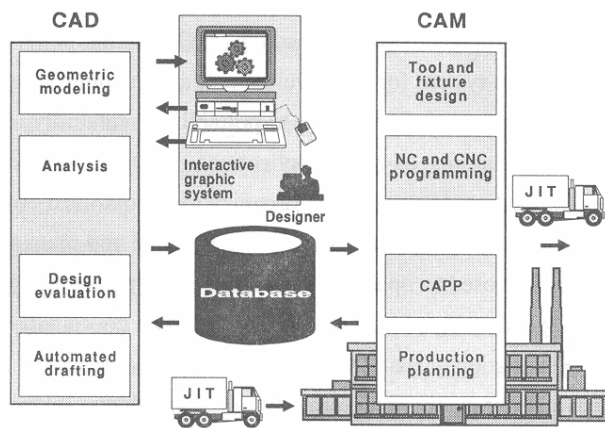 CAD
CAM
Geometric
modeling
Tool and
fixture
design
Analysis
Interactive
graphic
system
NC and CNC
programming
JIT
Designer
Design
evaluation
Database
CAPP
Automated
drafting
Production
planning
JIT